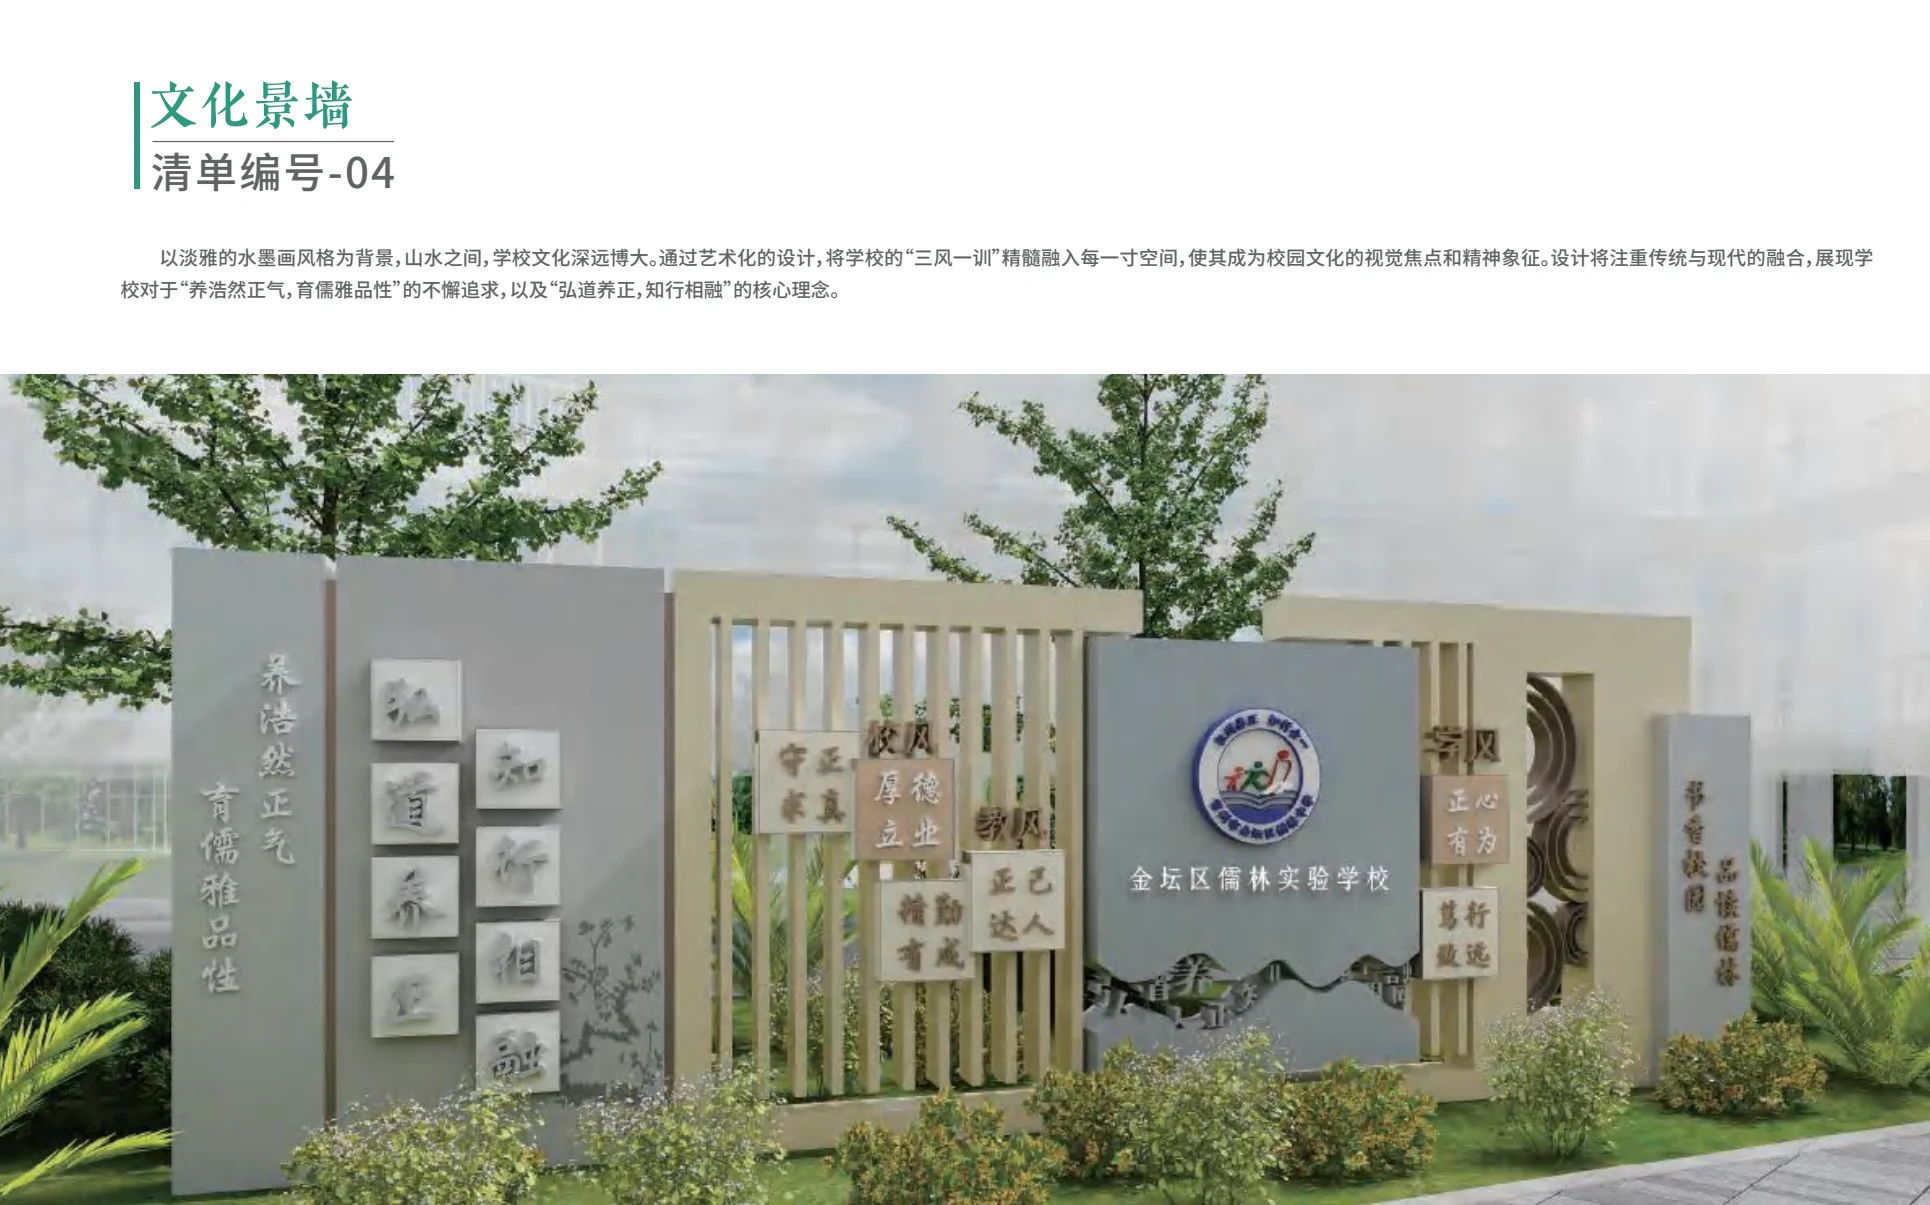 文化景墙
清单编号-04
以淡雅的水墨画风格为背景，山水之间，学校文化深远博大。通过艺术化的设计，将学校的“三风一训”精髓融入每一寸空间，使其成为校园文化的视觉焦点和精神象征。设计将注重传统与现代的融合，展现学
校对于“养浩然正气，育儒雅品性”的不懈追求，以及“弘道养正，知行相融”的核心理念。
养浩然正气
育儒雅品性
弘道养正
知行相融
守正
求真
校风
厚德
立业
精勤
有成
教风
正己
达人
金坛区儒林实验学校
学风
正心
有为
笃行
致远
书香校园
品读儒林